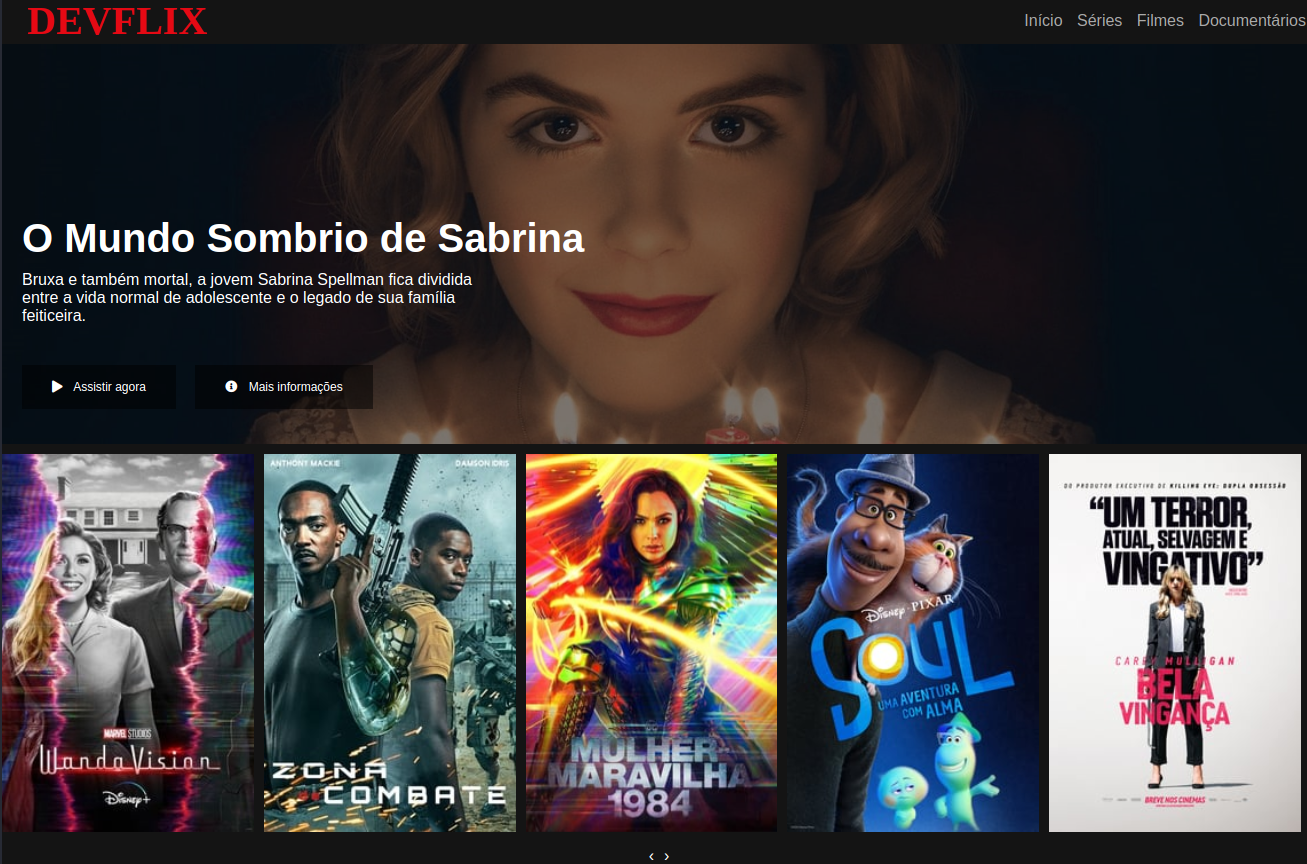 DEVFLIX
Início Séries Filmes Documentários
O Mundo Sombrio de Sabrina
Bruxa e também mortal, a jovem Sabrina Spellman fica dividida
entre a vida normal de adolescente e o legado de sua família
feiticeira.
Assistir agora
Mais informações
MARVEL STUDIOS
WandaVision
Disney+
ANTHONY MACKIE DAMSON IDRIS
ZONA
DE COMBATE
MULHER-
MARAVILHA
1984
Disney · PIXAR
SOUL
UMA AVENTURA
COM ALMA
DO PRODUTOR EXECUTIVO DE KILLING EVE: DUPLA OBSESSÃO
“UM TERROR,
ATUAL, SELVAGEM E
VINGATIVO”
CAREY MULLIGAN
BELA
VINGANÇA
BREVE NOS CINEMAS
‹ ›